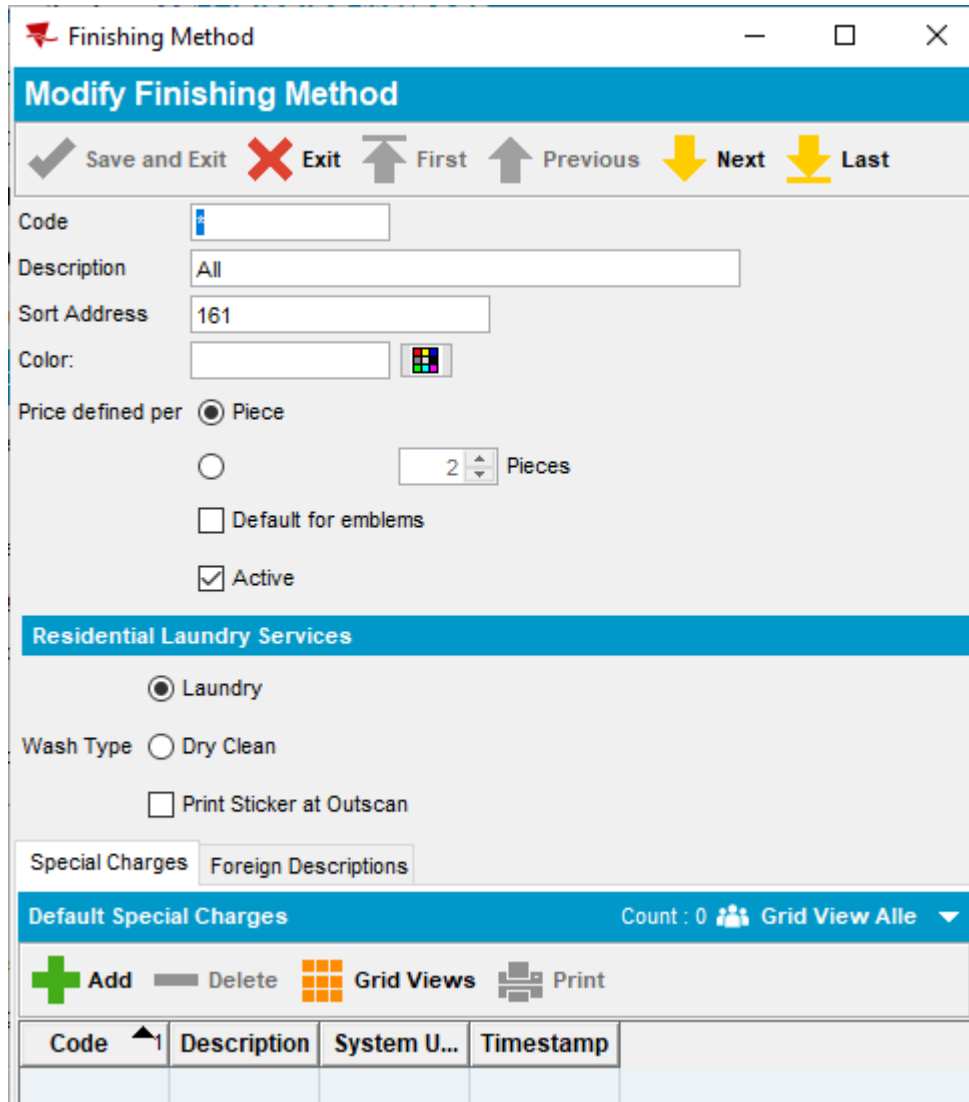 Finishing Method
Modify Finishing Method
Save and Exit Exit First Previous Next Last
Code *
Description All
Sort Address 161
Color:
Price defined per Piece
2 Pieces
Default for emblems
Active
Residential Laundry Services
Laundry
Wash Type Dry Clean
Print Sticker at Outscan
Special Charges Foreign Descriptions
Default Special Charges Count : 0 Grid View Alle
Add Delete Grid Views Print
Code 1 Description System U... Timestamp